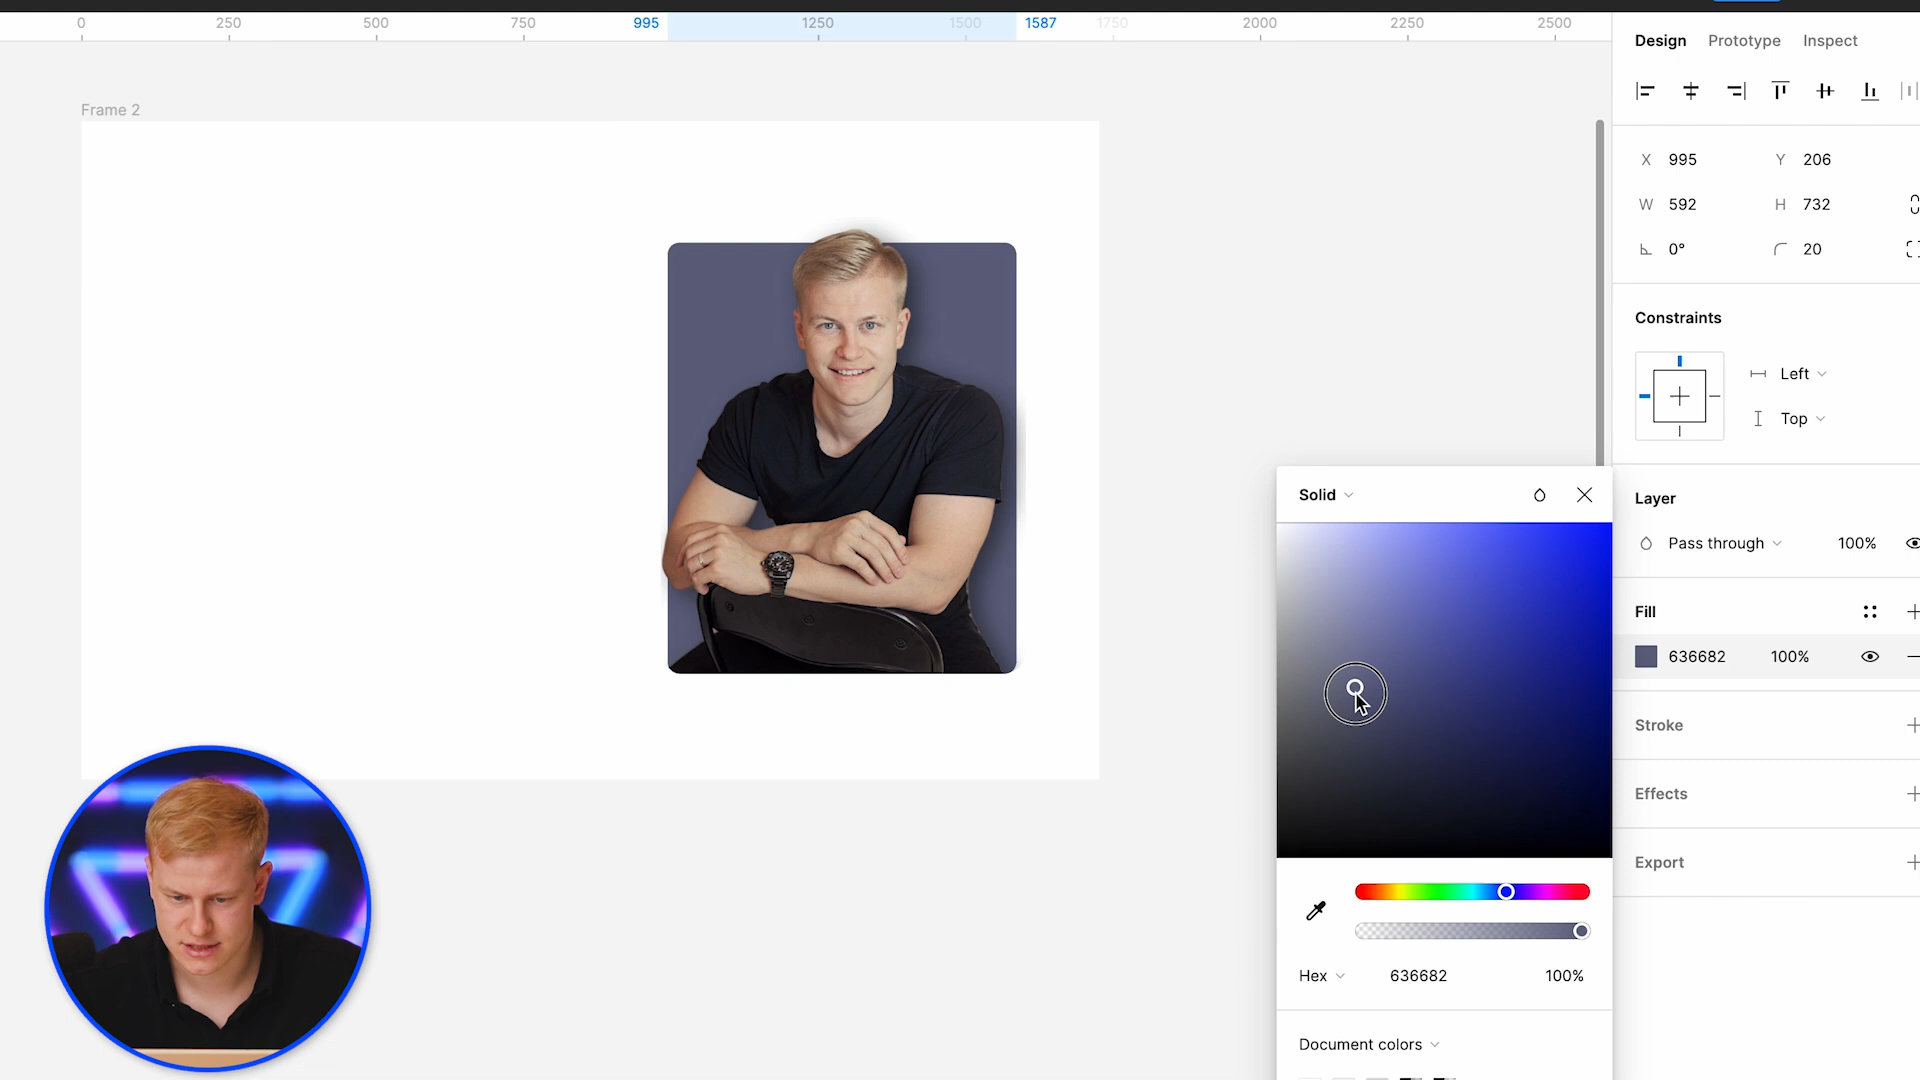 0 250 500 750 995 1250 1500 1587 1750 2000 2250 2500
Design Prototype Inspect
Frame 2
X 995 Y 206
W 592 H 732
0° 20
Constraints
Left
Top
Solid
Layer
Pass through 100%
Fill
636682 100%
Stroke
Effects
Export
Hex 636682 100%
Document colors